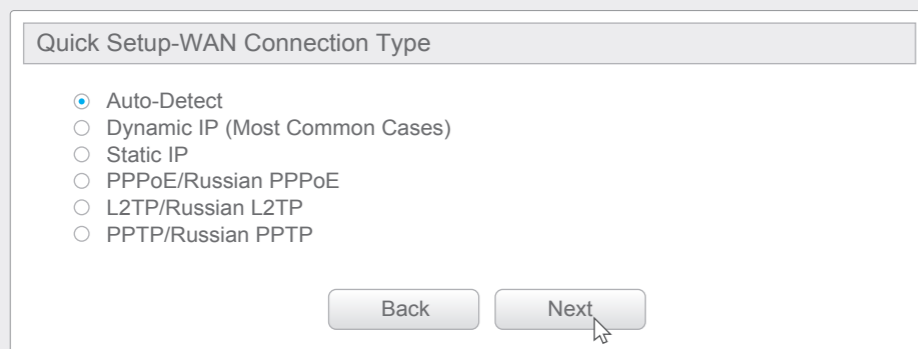 Quick Setup-WAN Connection Type
Auto-Detect
Dynamic IP (Most Common Cases)
Static IP
PPPoE/Russian PPPoE
L2TP/Russian L2TP
PPTP/Russian PPTP
Back Next